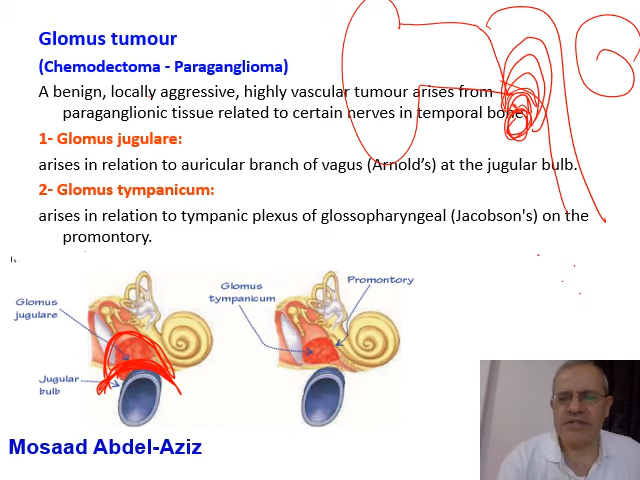 Glomus tumour
(Chemodectoma - Paraganglioma)
A benign, locally aggressive, highly vascular tumour arises from
paraganglionic tissue related to certain nerves in temporal bone.
1- Glomus jugulare:
arises in relation to auricular branch of vagus (Arnold's) at the jugular bulb.
2- Glomus tympanicum:
arises in relation to tympanic plexus of glossopharyngeal (Jacobson's) on the
promontory.
Glomus
jugulare
Jugular
bulb
Glomus
tympanicum
Promontory
Mosaad Abdel-Aziz